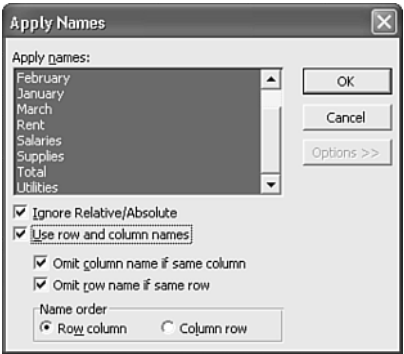 Apply Names
Apply names:
February
January
March
Rent
Salaries
Supplies
Total
Utilities
OK
Cancel
Options >>
Ignore Relative/Absolute
Use row and column names
Omit column name if same column
Omit row name if same row
Name order
Row column
Column row